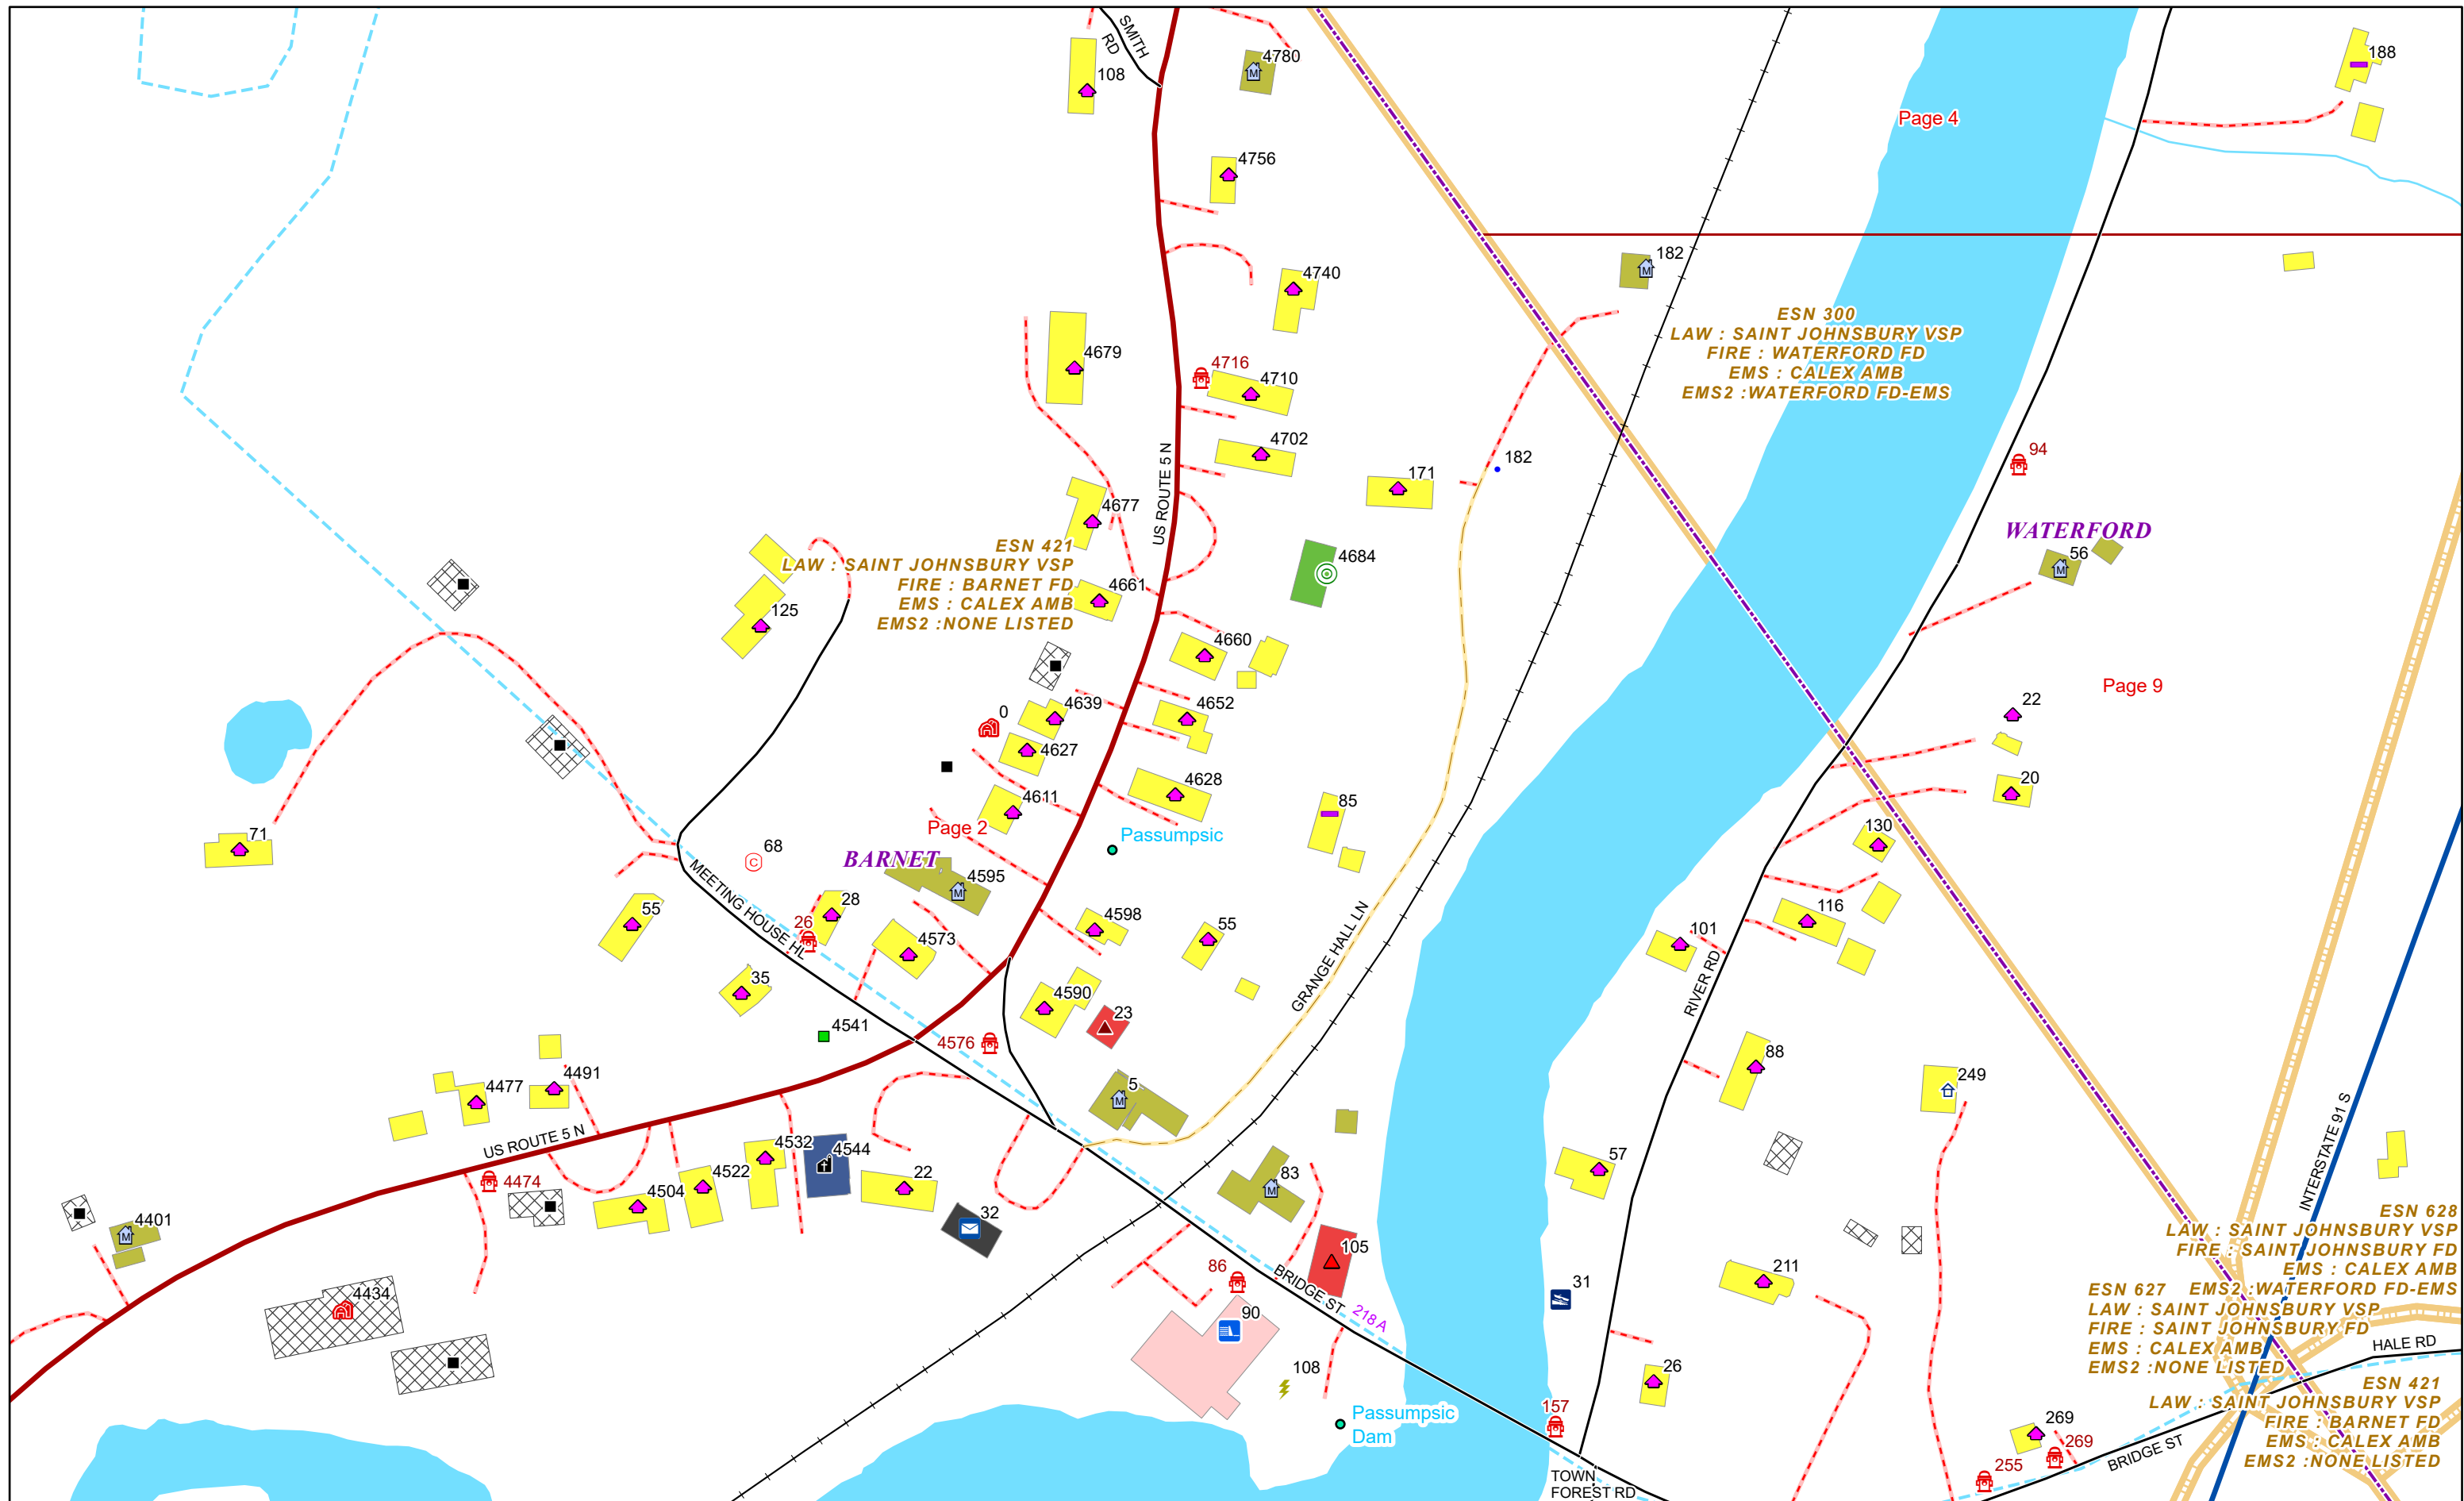 SMITH
RD
108
4780
188
Page 4
4756
182
4740
ESN 300
LAW : SAINT JOHNSBURY VSP
FIRE : WATERFORD FD
EMS : CALEX AMB
EMS2 :WATERFORD FD-EMS
4679
4716
4710
4702
US ROUTE 5 N
171
182
94
4677
WATERFORD
ESN 421
LAW : SAINT JOHNSBURY VSP
FIRE : BARNET FD
EMS : CALEX AMB
EMS2 :NONE LISTED
4684
56
4661
125
4660
Page 9
4639
4652
0
22
4627
4628
20
4611
85
Page 2
Passumpsic
71
68
BARNET
130
MEETING HOUSE HL
4595
55
28
26
4598
55
116
4573
101
GRANGE HALL LN
RIVER RD
35
4590
23
4541
4576
88
249
4491
4477
5
INTERSTATE 91 S
US ROUTE 5 N
4532
4544
57
4474
4522
22
83
4504
32
4401
105
ESN 628
LAW : SAINT JOHNSBURY VSP
FIRE : SAINT JOHNSBURY FD
EMS : CALEX AMB
EMS2 :WATERFORD FD-EMS
86
211
31
4434
BRIDGE ST
218 A
90
ESN 627
LAW : SAINT JOHNSBURY VSP
FIRE : SAINT JOHNSBURY FD
EMS : CALEX AMB
EMS2 :NONE LISTED
HALE RD
108
26
ESN 421
LAW : SAINT JOHNSBURY VSP
FIRE : BARNET FD
EMS : CALEX AMB
EMS2 :NONE LISTED
Passumpsic
Dam
157
269
269
BRIDGE ST
255
TOWN
FOREST RD